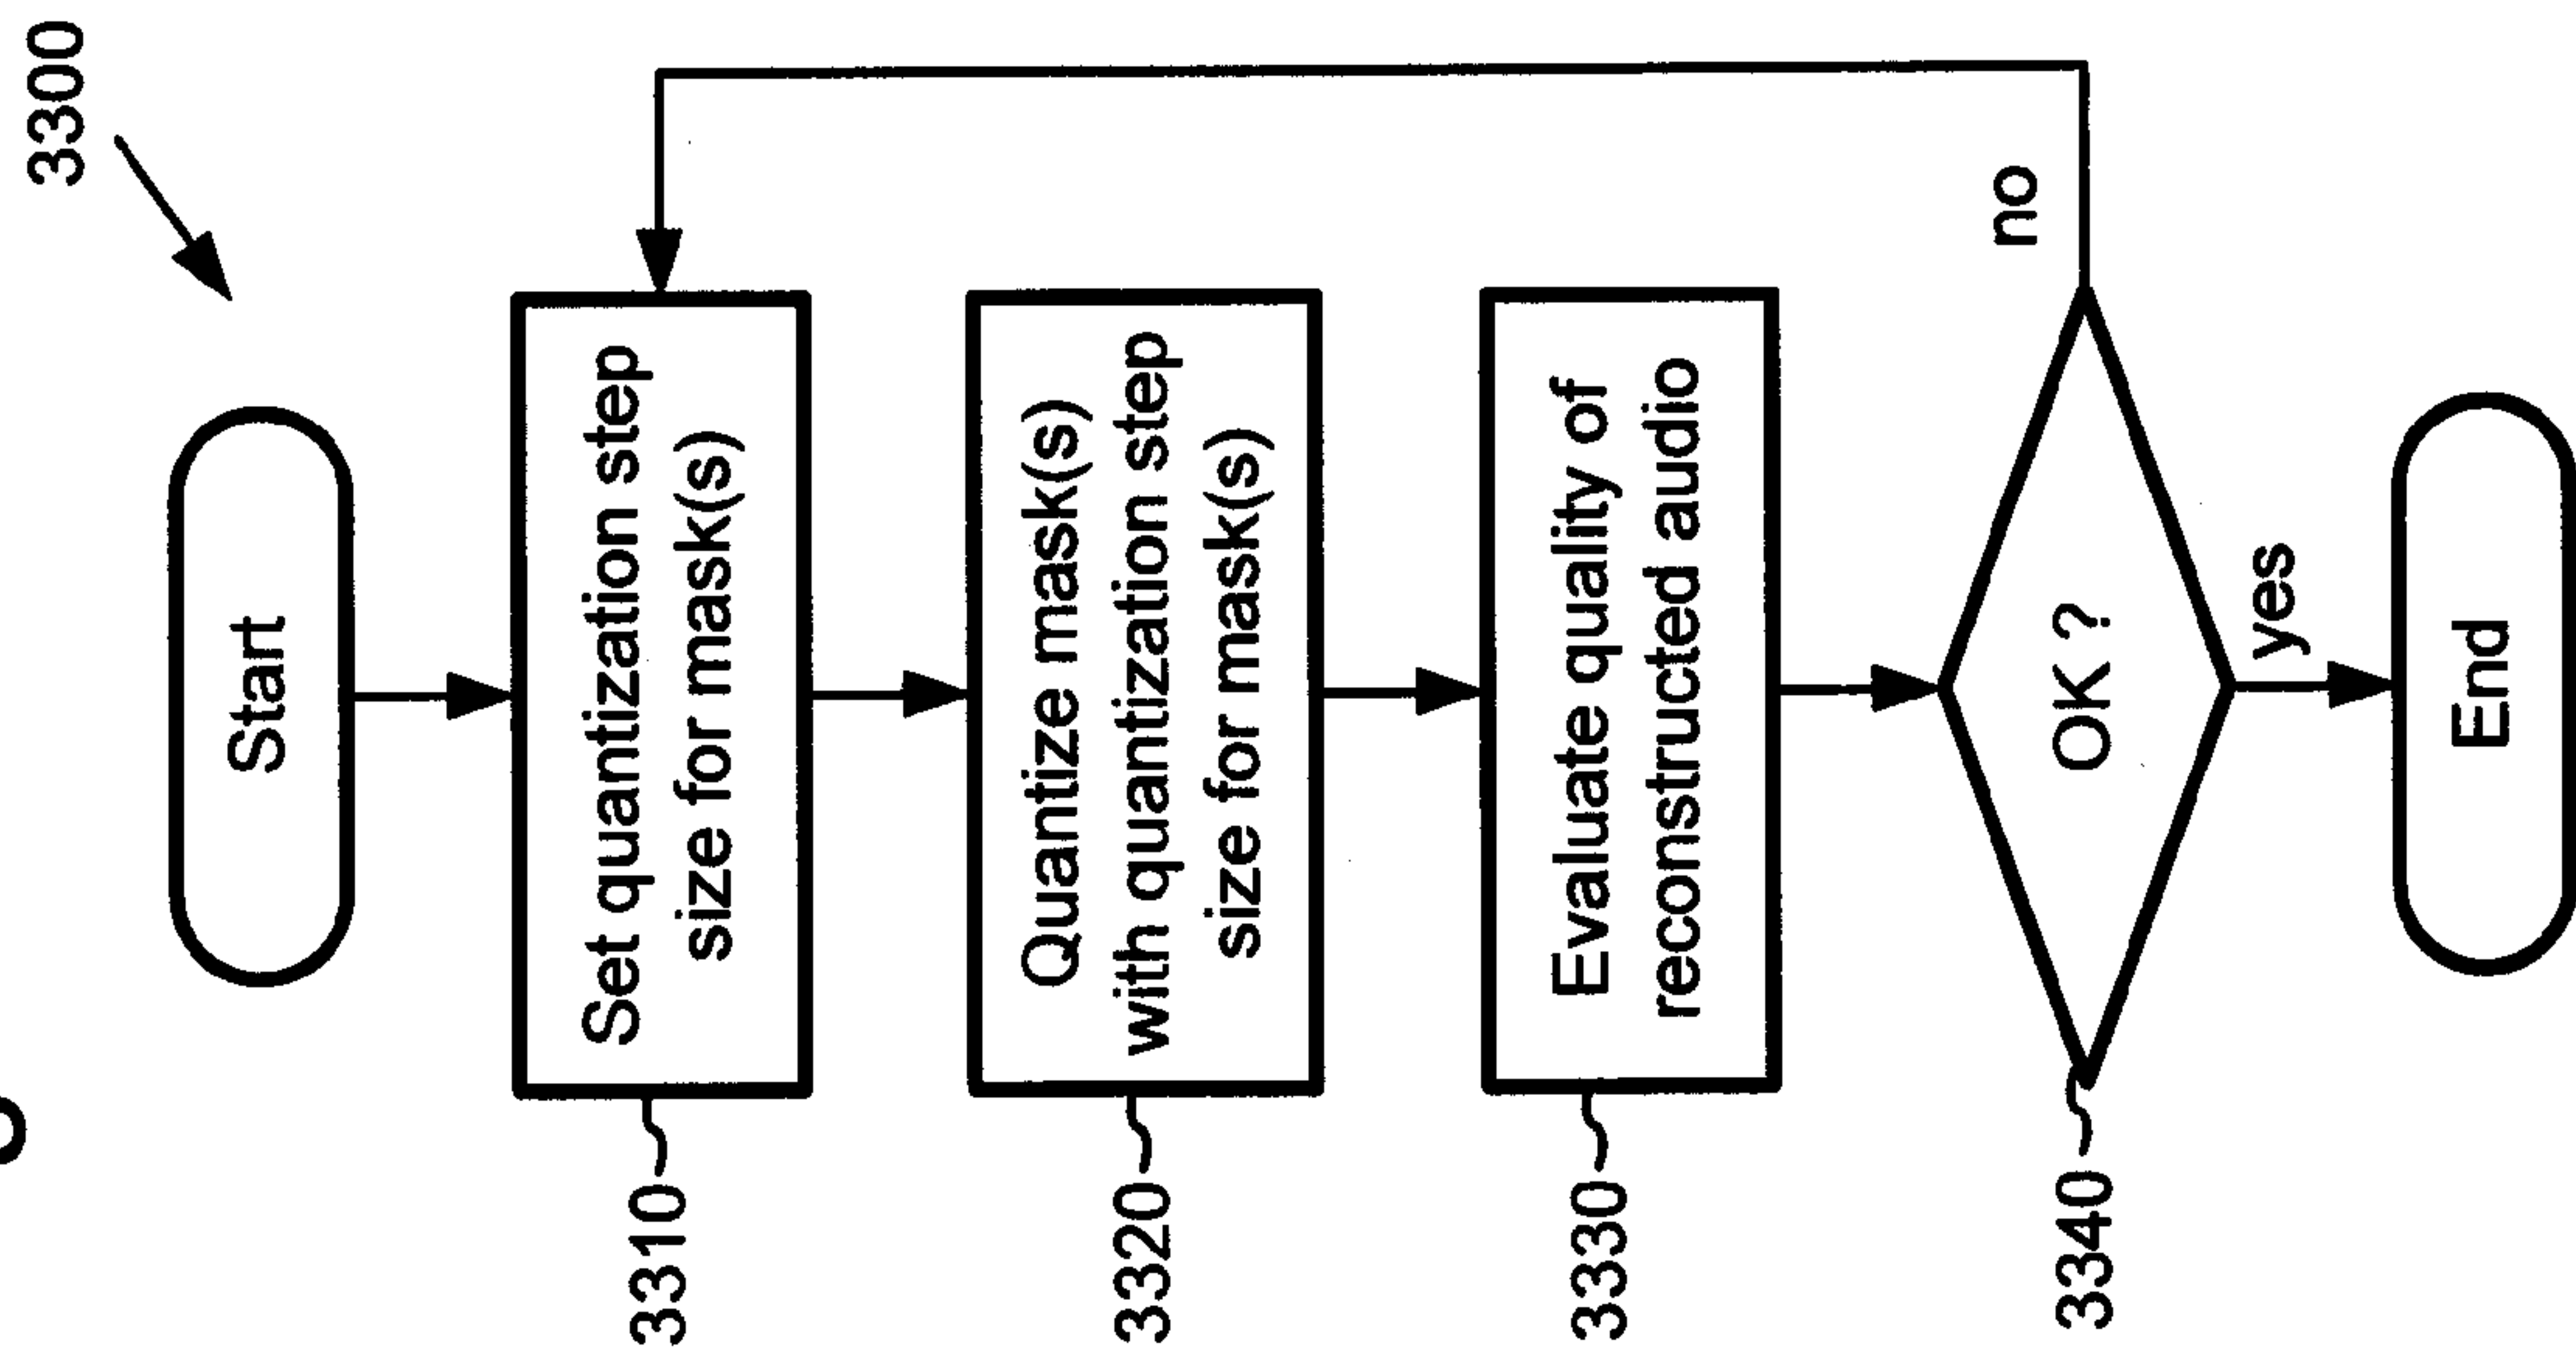 3300
Start
3310
Set quantization step
size for mask(s)
3320
Quantize mask(s)
with quantization step
size for mask(s)
3330
Evaluate quality of
reconstructed audio
3340
OK ?
no
yes
End